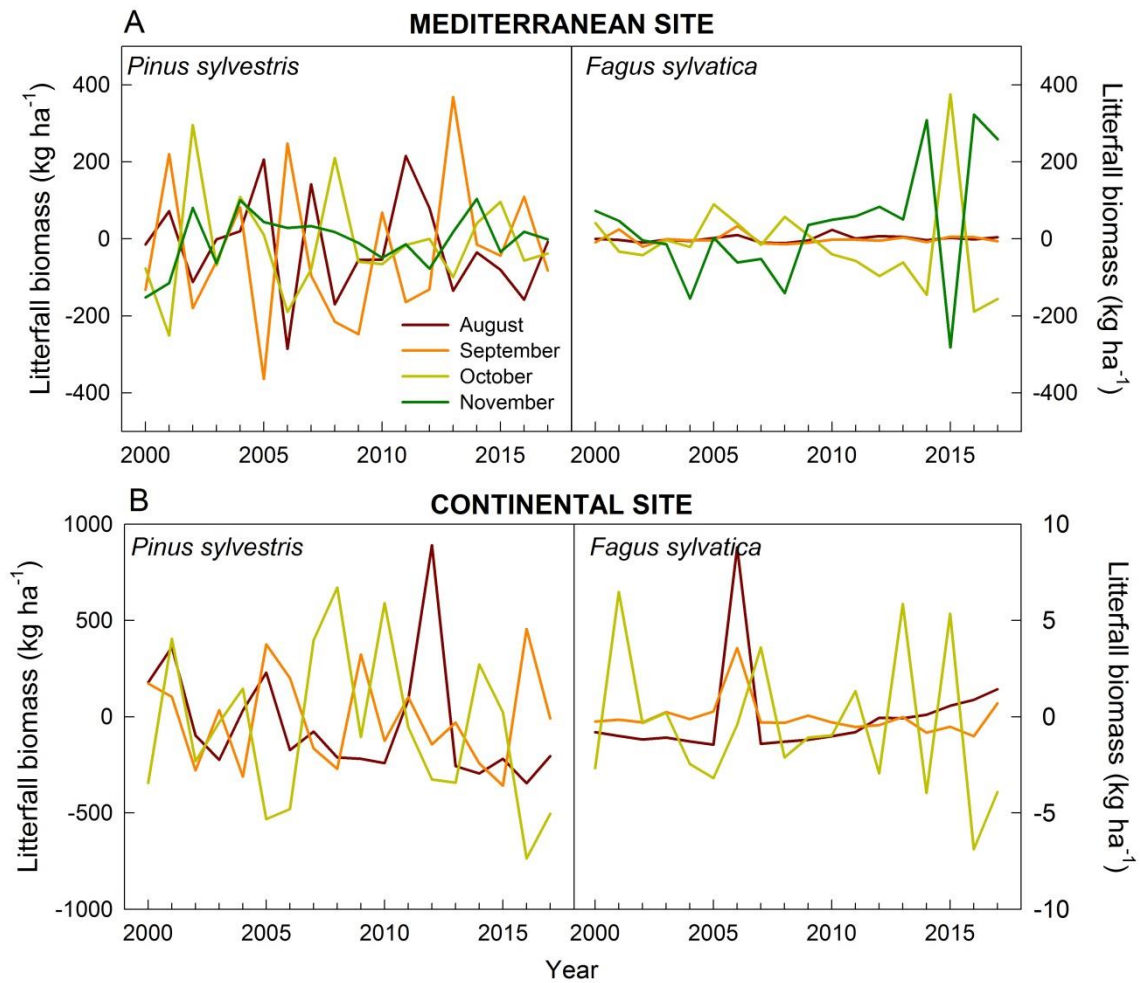 A
MEDITERRANEAN SITE
Pinus sylvestris
Fagus sylvatica
Litterfall biomass (kg ha⁻¹)
400
200
0
-200
-400
400
200
0
-200
-400
Litterfall biomass (kg ha⁻¹)
August
September
October
November
2000 2005 2010 2015
2000 2005 2010 2015
B
CONTINENTAL SITE
Pinus sylvestris
Fagus sylvatica
Litterfall biomass (kg ha⁻¹)
1000
500
0
-500
-1000
10
5
0
-5
-10
Litterfall biomass (kg ha⁻¹)
2000 2005 2010 2015
2000 2005 2010 2015
Year